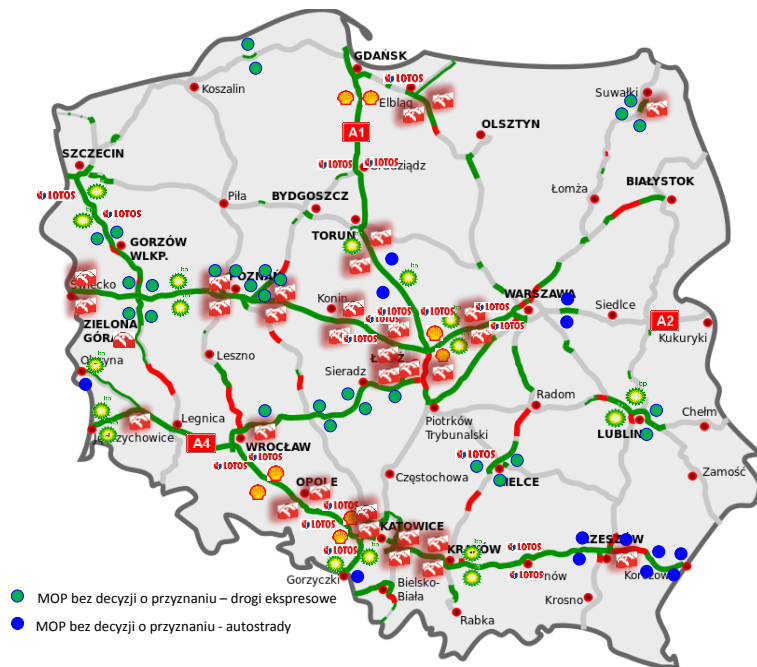 GDAŃSK
Koszalin
LOTOS
Elbląg
Suwałki
A1
OLSZTYN
SZCZECIN
LOTOS
LOTOS
Piła
BYDGOSZCZ
Łomża
BIAŁYSTOK
LOTOS
LOTOS
GORZÓW
WLKP.
TORUŃ
bp
Konin
LOTOS
LOTOS
WARSZAWA
Siedlce
A2
Kukuryki
ZIELONA
GÓRA
LOTOS
LOTOS
LOTOS
Leszno
Sieradz
Radom
Legnica
Piotrków
Trybunalski
LUBLIN
Chełm
A4
WROCŁAW
LOTOS
LOTOS
Częstochowa
LOTOS
Zamość
OPOLE
LOTOS
LOTOS
KATOWICE
LOTOS
KRAKÓW
LOTOS
LOTOS
Gorzyczki
Bielsko-
Biała
Rabka
Krosno
MOP bez decyzji o przyznaniu – drogi ekspresowe
MOP bez decyzji o przyznaniu - autostrady